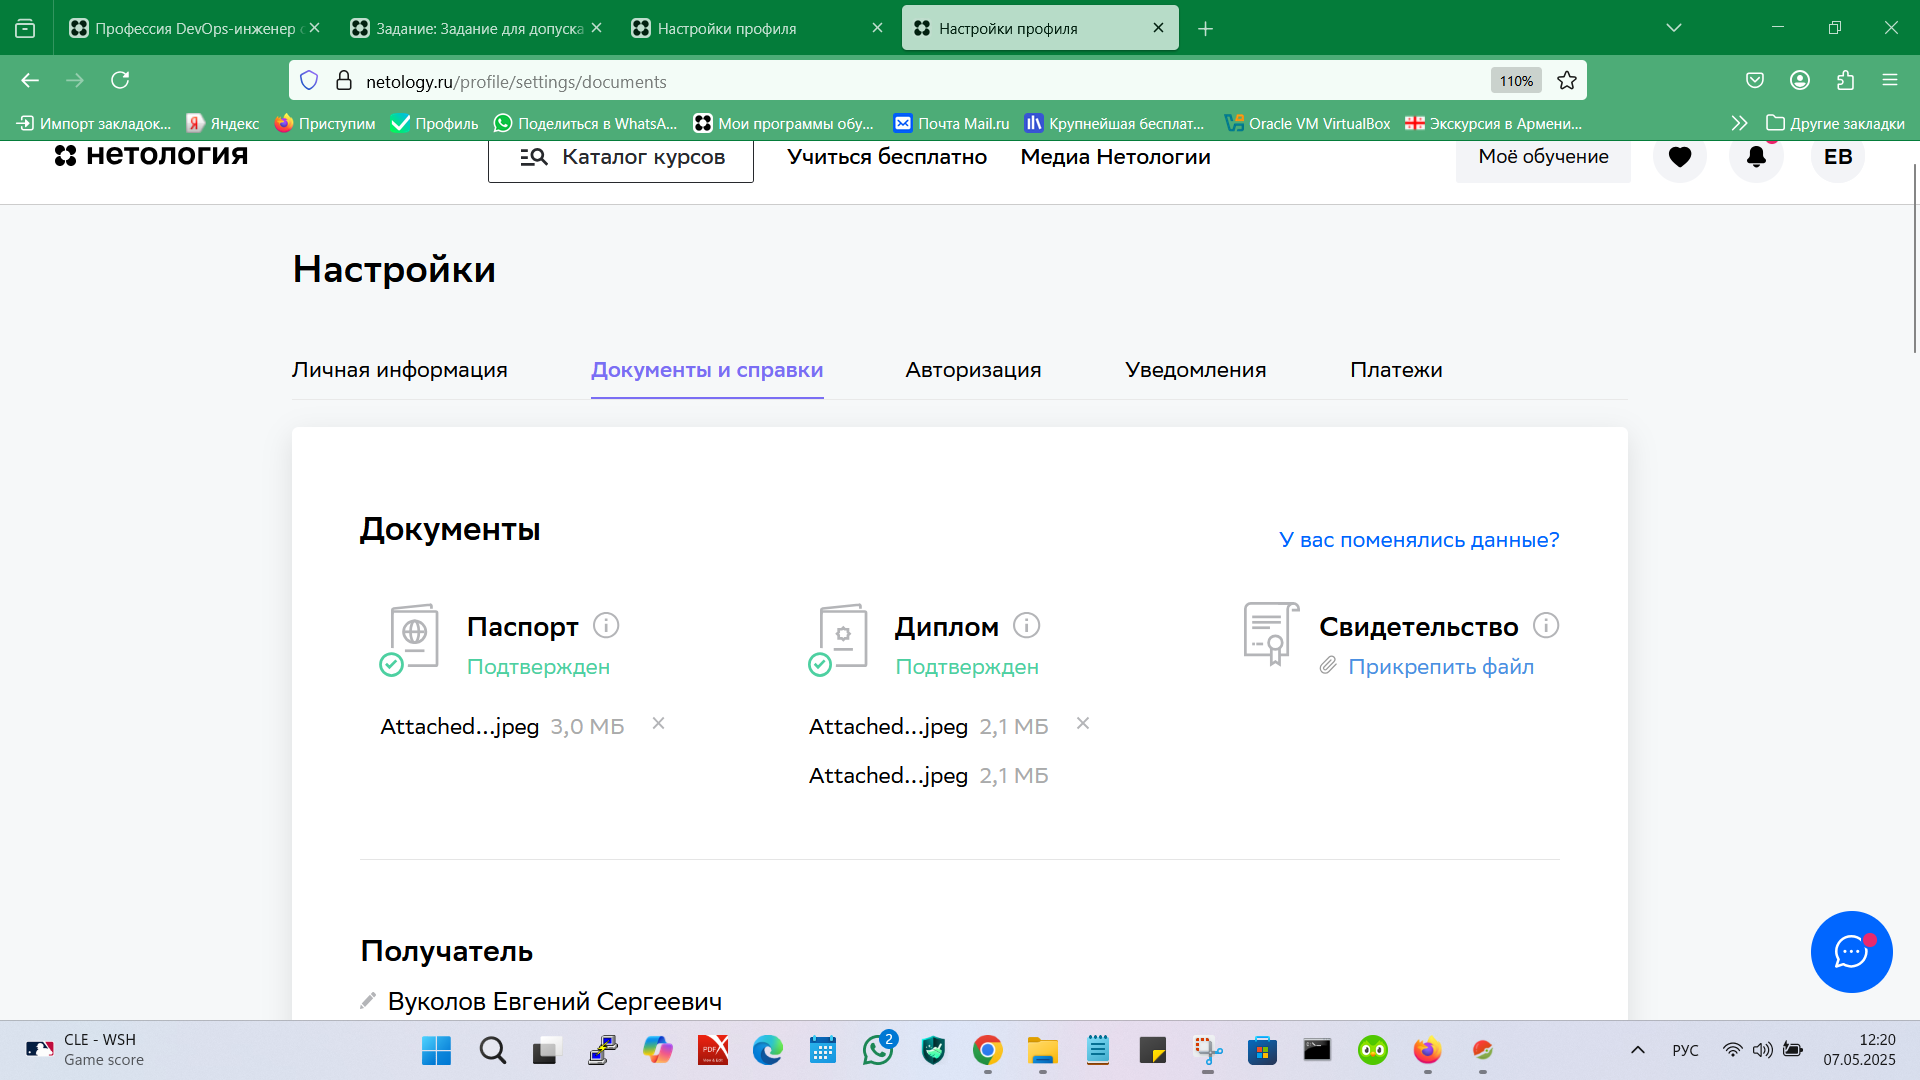 Профессия DevOps-инженер с
Задание: Задание для допуска
Настройки профиля
Настройки профиля
netology.ru/profile/settings/documents
110%
Импорт закладок...
Яндекс
Приступим
Профиль
Поделиться в WhatsA...
Мои программы обу...
Почта Mail.ru
Крупнейшая бесплат...
Oracle VM VirtualBox
Экскурсия в Армени...
Другие закладки
нетология
Каталог курсов
Учиться бесплатно
Медиа Нетологии
Моё обучение
ЕВ
Настройки
Личная информация
Документы и справки
Авторизация
Уведомления
Платежи
Документы
У вас поменялись данные?
Паспорт
Подтвержден
Attached...jpeg 3,0 МБ
Диплом
Подтвержден
Attached...jpeg 2,1 МБ
Attached...jpeg 2,1 МБ
Свидетельство
Прикрепить файл
Получатель
Вуколов Евгений Сергеевич
CLE - WSH
Game score
PDF
2
РУС
12:20
07.05.2025